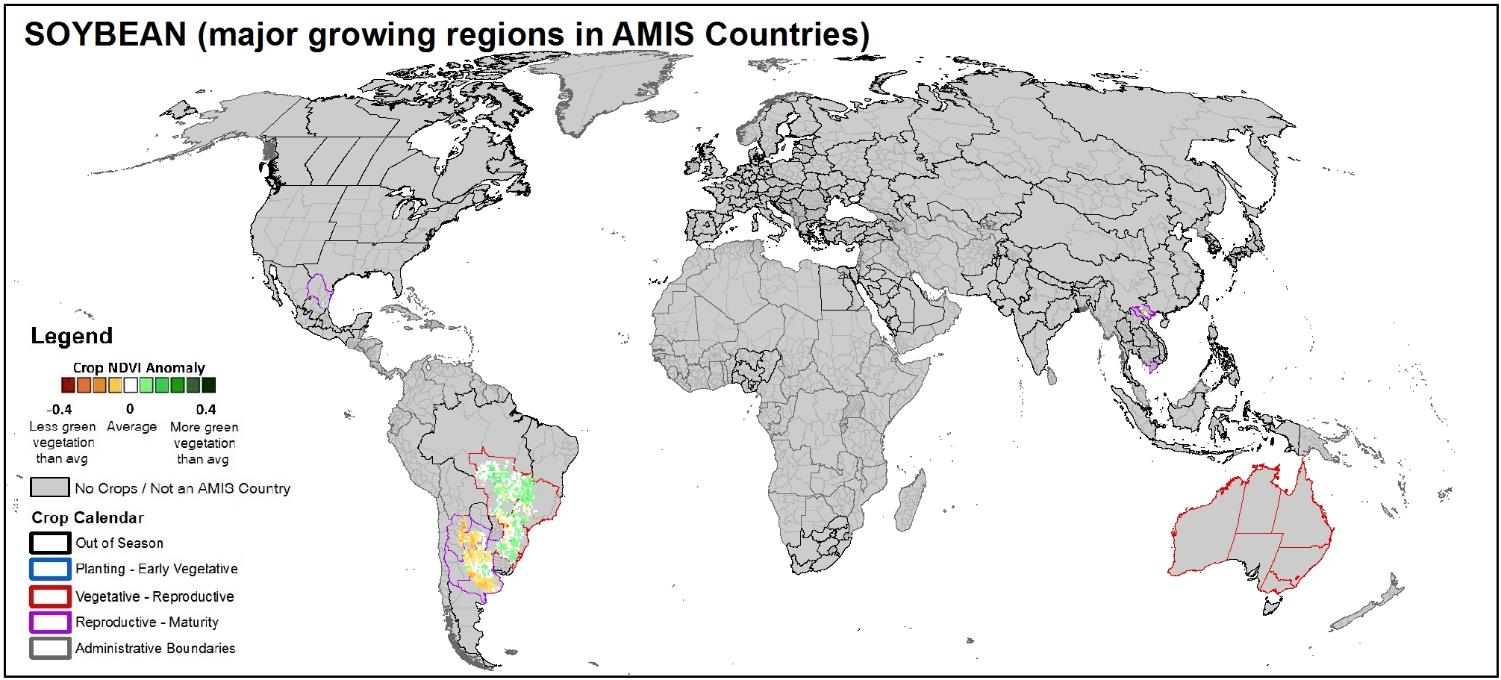 SOYBEAN (major growing regions in AMIS Countries)
Legend
Crop NDVI Anomaly
-0.4 0 0.4
Less green vegetation than avg
Average
More green vegetation than avg
No Crops / Not an AMIS Country
Crop Calendar
Out of Season
Planting - Early Vegetative
Vegetative - Reproductive
Reproductive - Maturity
Administrative Boundaries